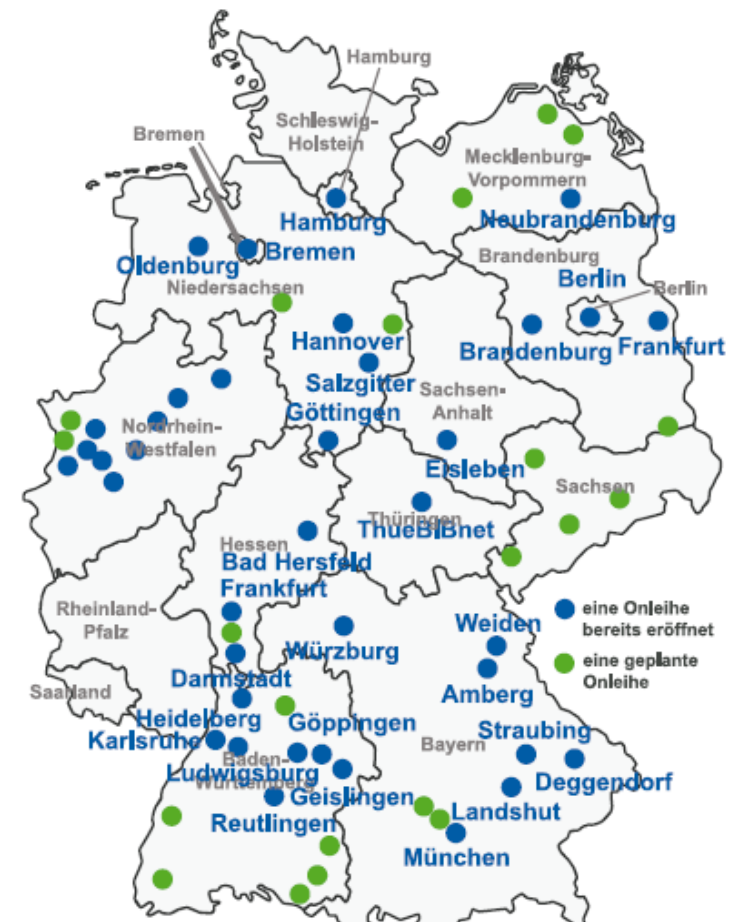 Hamburg
Schleswig-
Holstein
Bremen
Mecklenburg-
Vorpommern
Hamburg
Neubrandenburg
Bremen
Oldenburg
Brandenburg
Berlin
Niedersachsen
Berlin
Hannover
Brandenburg
Frankfurt
Salzgitter
Sachsen-
Anhalt
Göttingen
Nordrhein-
Westfalen
Eisleben
Sachsen
Thüringen
ThueBIBnet
Hessen
Bad Hersfeld
Frankfurt
Rheinland-
Pfalz
eine Onleihe
bereits eröffnet
Weiden
Würzburg
eine geplante
Onleihe
Darmstadt
Saarland
Amberg
Heidelberg
Göppingen
Straubing
Karlsruhe
Bayern
Baden-
Württemberg
Ludwigsburg
Deggendorf
Geislingen
Landshut
Reutlingen
München